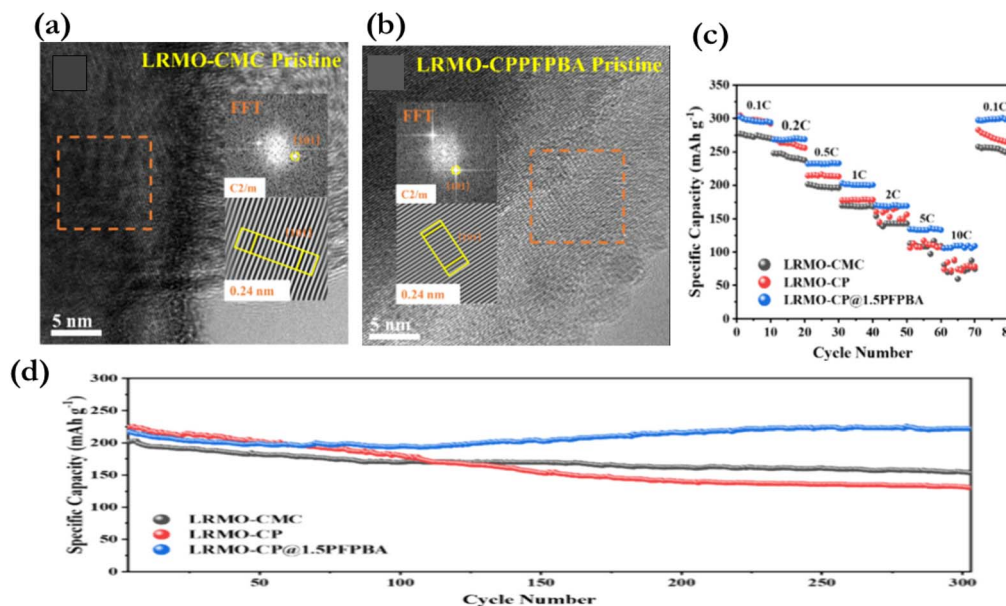 (a)
LRMO-CMC Pristine
FFT
C2/m
0.24 nm
5 nm
(b)
LRMO-CPPFPBA Pristine
FFT
C2/m
0.24 nm
5 nm
(c)
Specific Capacity (mAh g⁻¹)
350
300
250
200
150
100
50
0
0.1C
0.2C
0.5C
1C
2C
5C
10C
0.1C
LRMO-CMC
LRMO-CP
LRMO-CP@1.5PFPBA
0 10 20 30 40 50 60 70
Cycle Number
(d)
Specific Capacity (mAh g⁻¹)
300
250
200
150
100
50
0
LRMO-CMC
LRMO-CP
LRMO-CP@1.5PFPBA
50 100 150 200 250 300
Cycle Number